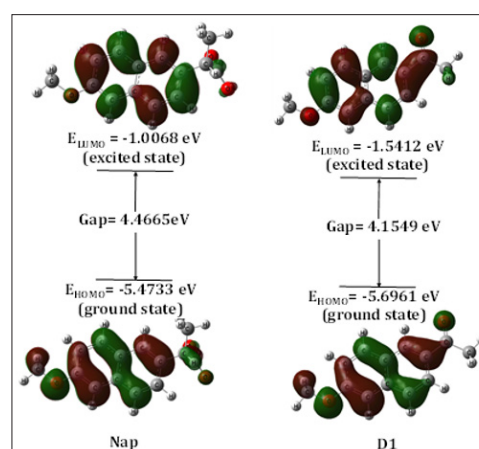 E_LUMO = -1.0068 eV
(excited state)
Gap= 4.4665eV
E_HOMO= -5.4733 eV
(ground state)
Nap
E_LUMO = -1.5412 eV
(excited state)
Gap= 4.1549 eV
E_HOMO= -5.6961 eV
(ground state)
D1